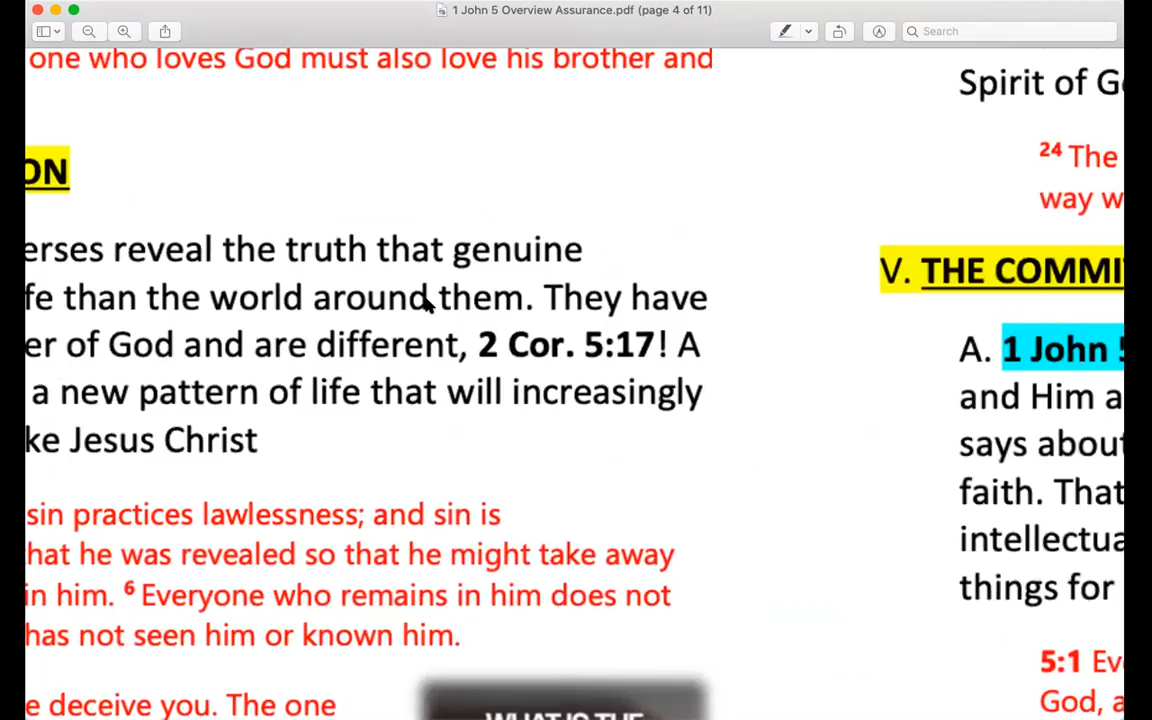 1 John 5 Overview Assurance.pdf (page 4 of 11)
Search
one who loves God must also love his brother and
ON
erses reveal the truth that genuine
fe than the world around them. They have
er of God and are different, 2 Cor. 5:17! A
a new pattern of life that will increasingly
ke Jesus Christ
sin practices lawlessness; and sin is
hat he was revealed so that he might take away
in him. 6 Everyone who remains in him does not
has not seen him or known him.
e deceive you. The one
WHAT IS THE
Spirit of G
24 The
way w
V. THE COMMI
A. 1 John 5
and Him a
says about
faith. That
intellectua
things for
5:1 Ev
God, a